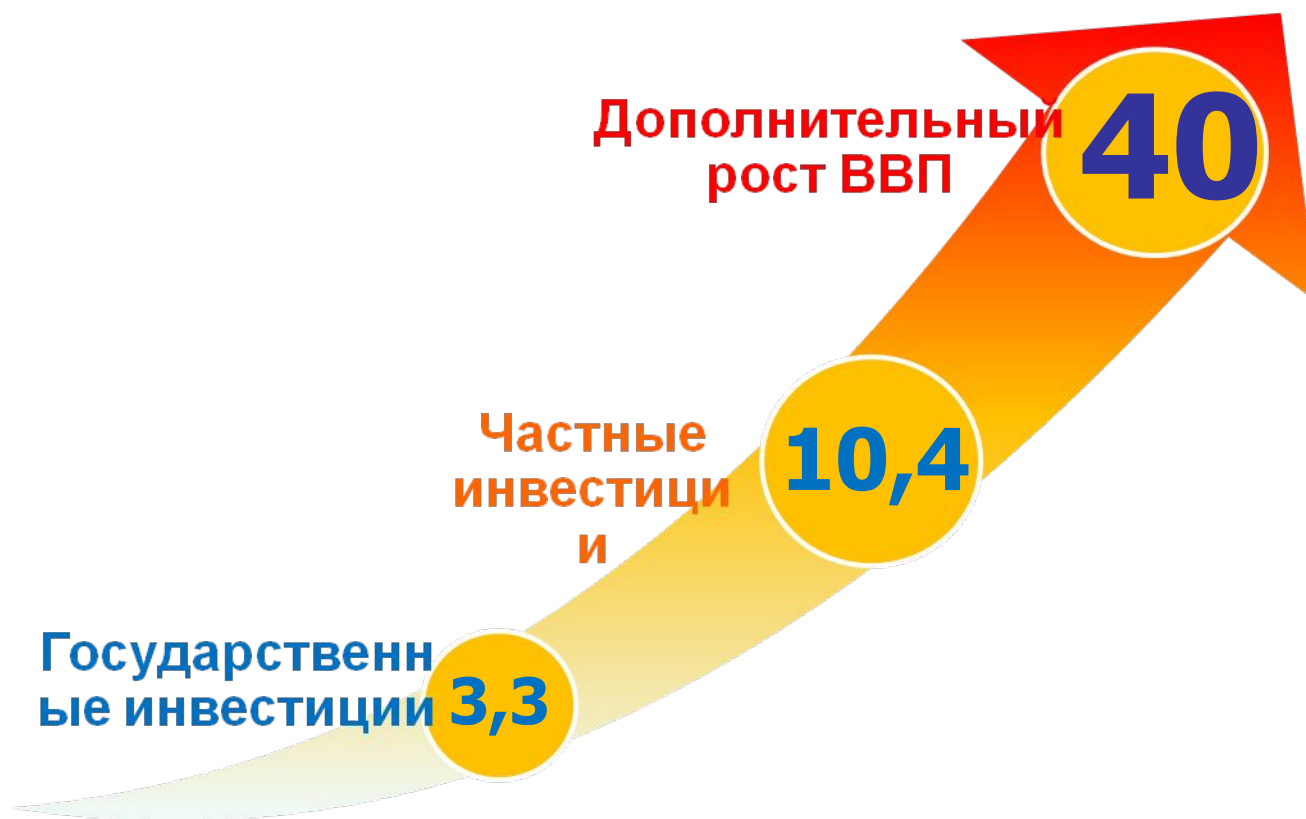 Дополнительный
рост ВВП
40
Частные
инвестици
и
10,4
Государственн
ые инвестиции
3,3